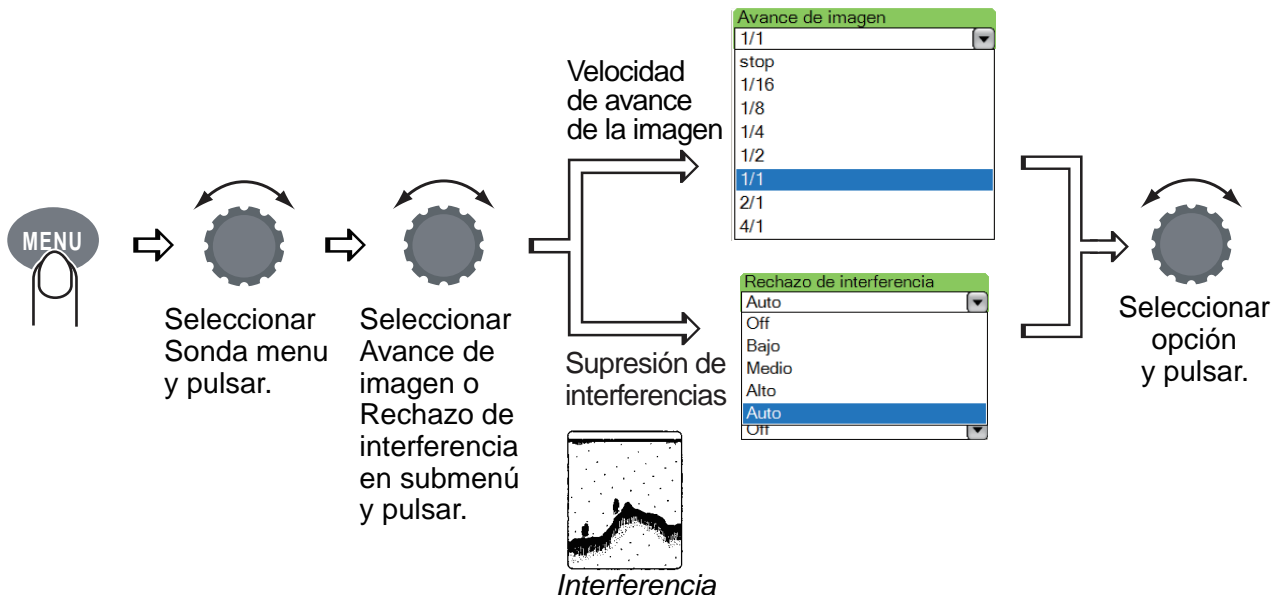 MENU
Seleccionar
Sonda menu
y pulsar.
Seleccionar
Avance de
imagen o
Rechazo de
interferencia
en submenú
y pulsar.
Velocidad
de avance
de la imagen
Avance de imagen
1/1
stop
1/16
1/8
1/4
1/2
1/1
2/1
4/1
Supresión de
interferencias
Interferencia
Rechazo de interferencia
Auto
Off
Bajo
Medio
Alto
Auto
Off
Seleccionar
opción
y pulsar.